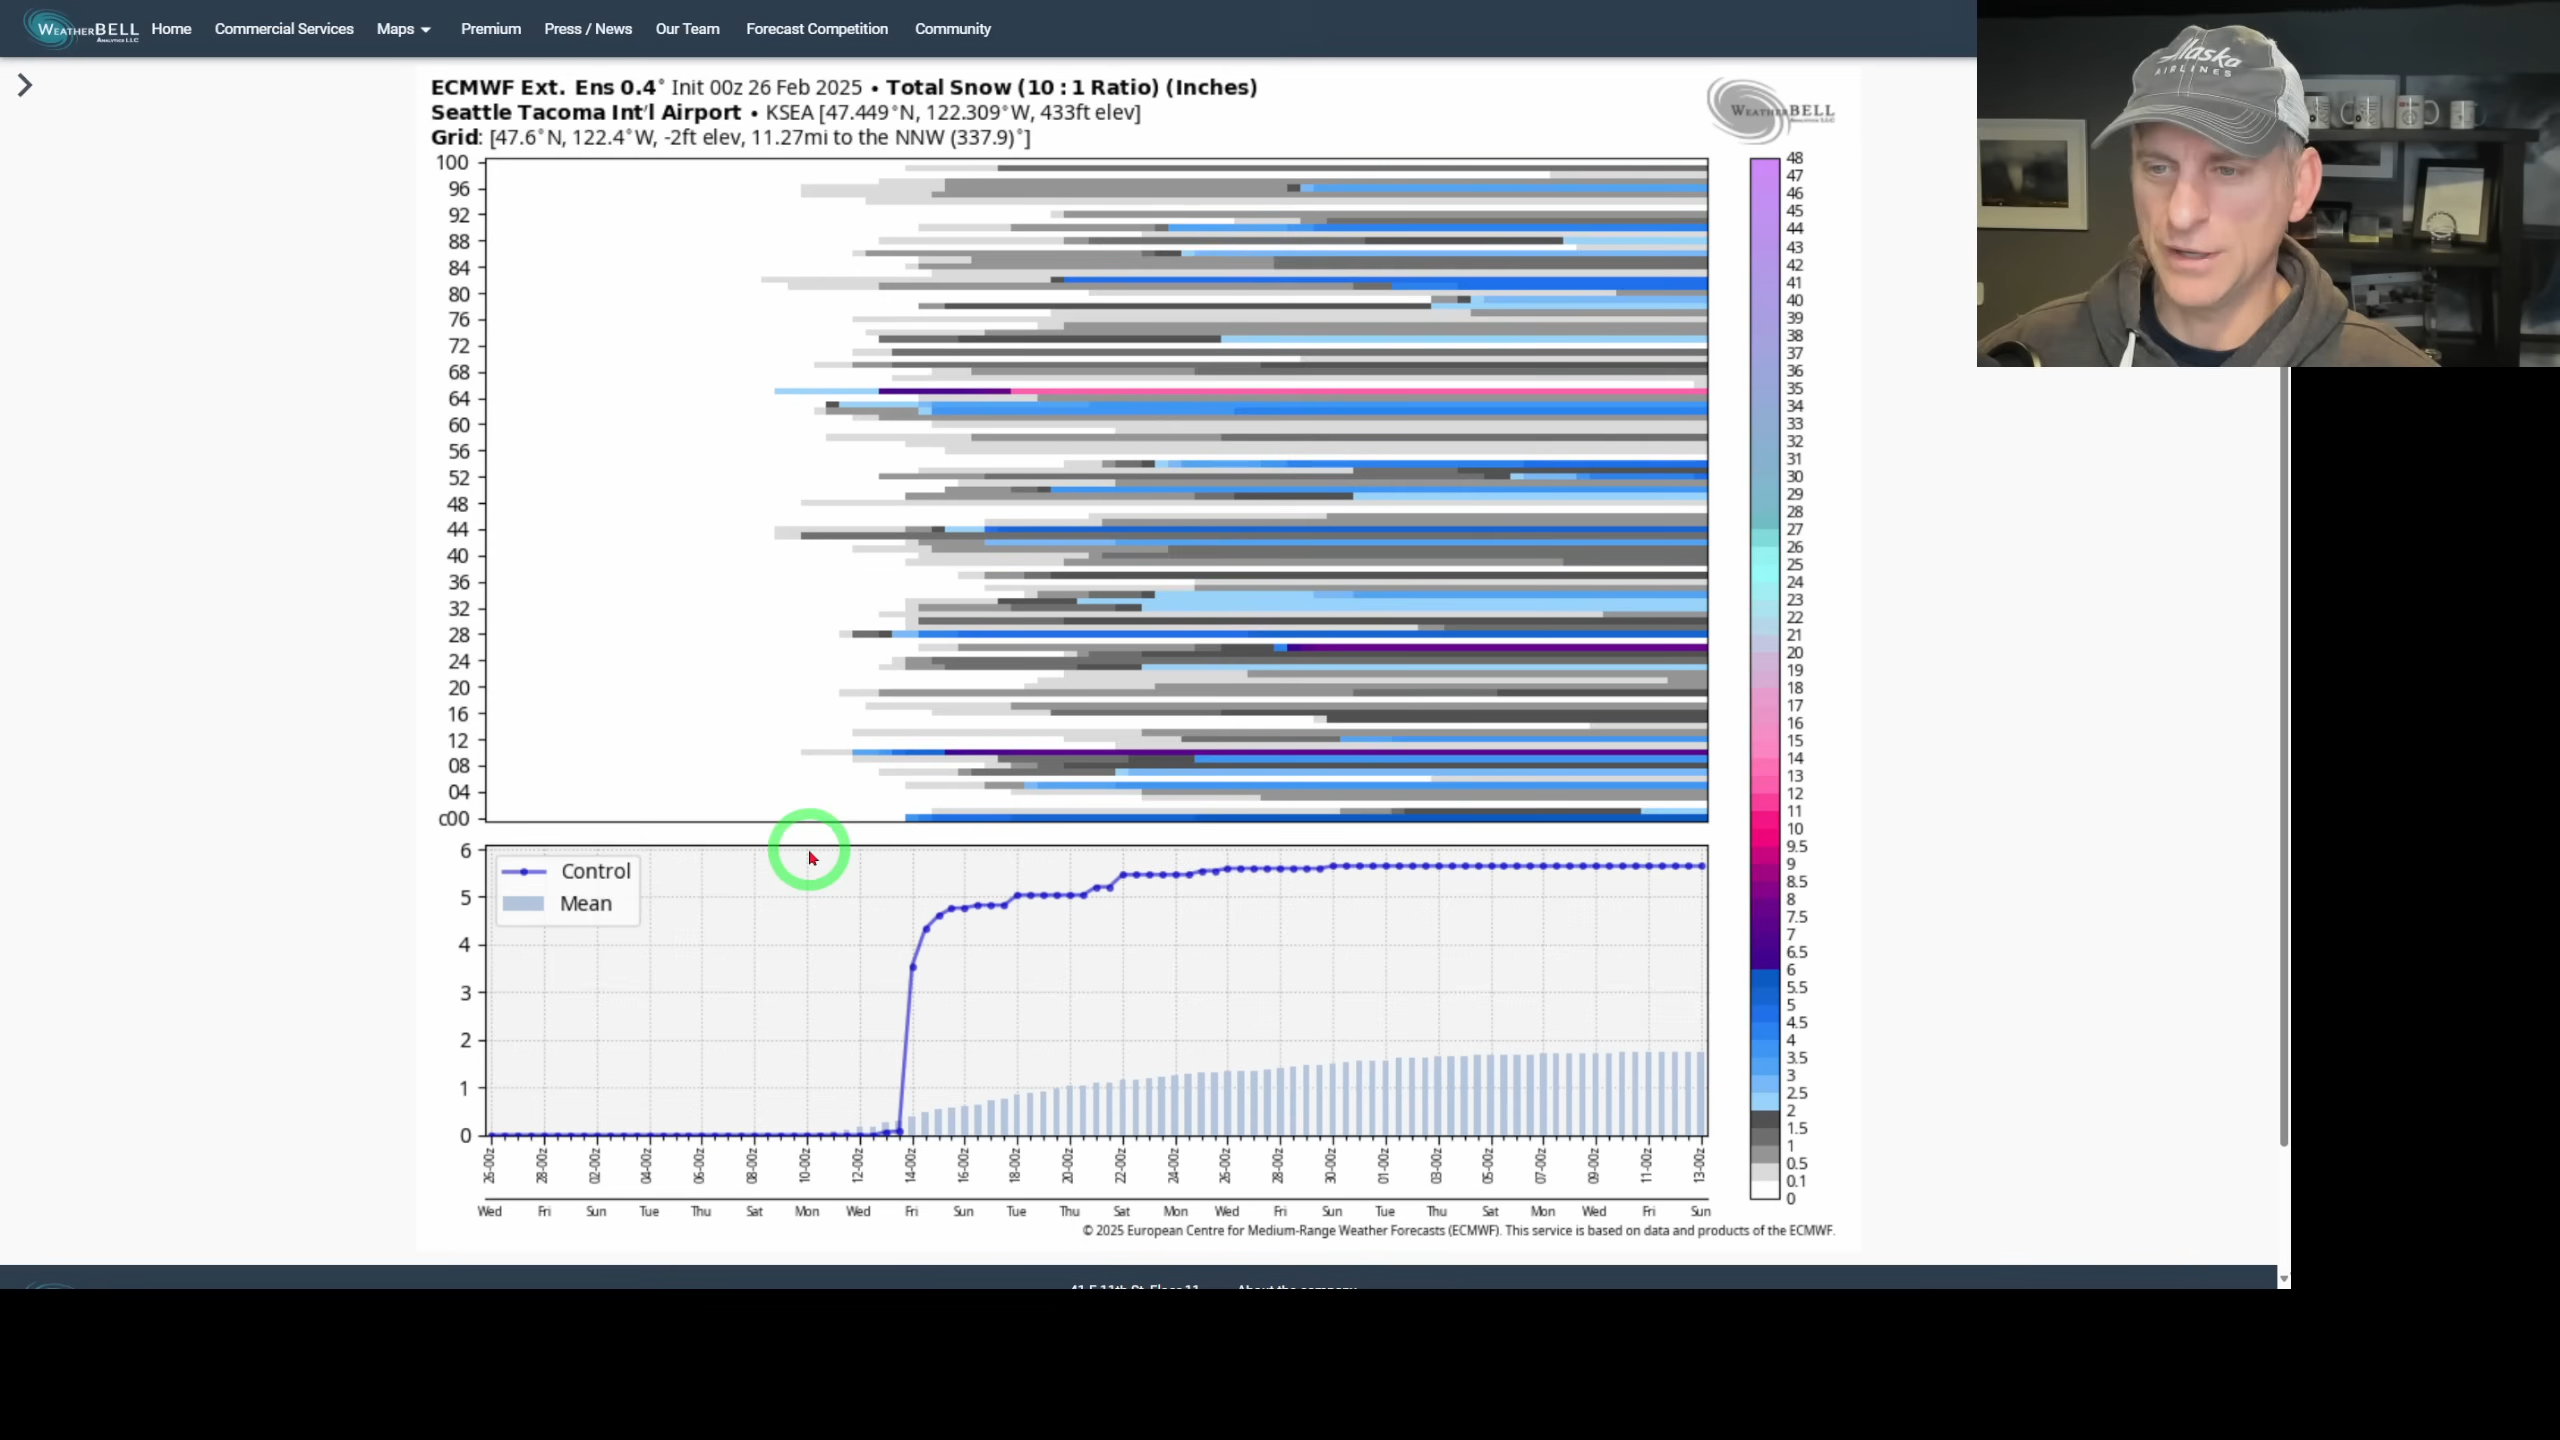 WEATHERBELL
ANALYTICS LLC
Home
Commercial Services
Maps
Premium
Press / News
Our Team
Forecast Competition
Community
Alaska
AIRLINES
ECMWF Ext. Ens 0.4° Init 00z 26 Feb 2025 • Total Snow (10:1 Ratio) (Inches)
Seattle Tacoma Int'l Airport • KSEA [47.449°N, 122.309°W, 433ft elev]
Grid: [47.6°N, 122.4°W, -2ft elev, 11.27mi to the NNW (337.9)°]
WEATHERBELL
100
96
92
88
84
80
76
72
68
64
60
56
52
48
44
40
36
32
28
24
20
16
12
08
04
c00
48
47
46
45
44
43
42
41
40
39
38
37
36
35
34
33
32
31
30
29
28
27
26
25
24
23
22
21
20
19
18
17
16
15
14
13
12
11
10
9.5
9
8.5
8
7.5
7
6.5
6
5.5
5
4.5
4
3.5
3
2.5
2
1.5
1
0.5
0.1
0
6
5
4
3
2
1
0
Control
Mean
26-00z
28-00z
02-00z
04-00z
06-00z
08-00z
10-00z
12-00z
14-00z
16-00z
18-00z
20-00z
22-00z
24-00z
26-00z
28-00z
30-00z
01-00z
03-00z
05-00z
07-00z
09-00z
11-00z
13-00z
Wed Fri Sun Tue Thu Sat Mon Wed Fri Sun Tue Thu Sat Mon Wed Fri Sun Tue Thu Sat Mon Wed Fri Sun
© 2025 European Centre for Medium-Range Weather Forecasts (ECMWF). This service is based on data and products of the ECMWF.